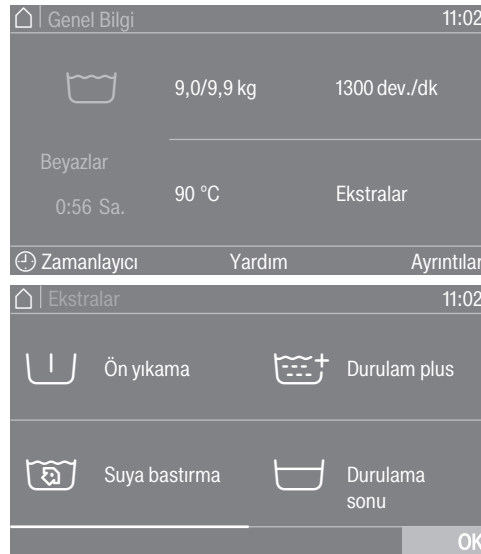 Genel Bilgi 11:02
9,0/9,9 kg 1300 dev./dk
Beyazlar
0:56 Sa.
90 °C Ekstralar
Zamanlayıcı Yardım Ayrıntılar
Ekstralar 11:02
Ön yıkama Durulam plus
Suya bastırma Durulama
sonu
OK